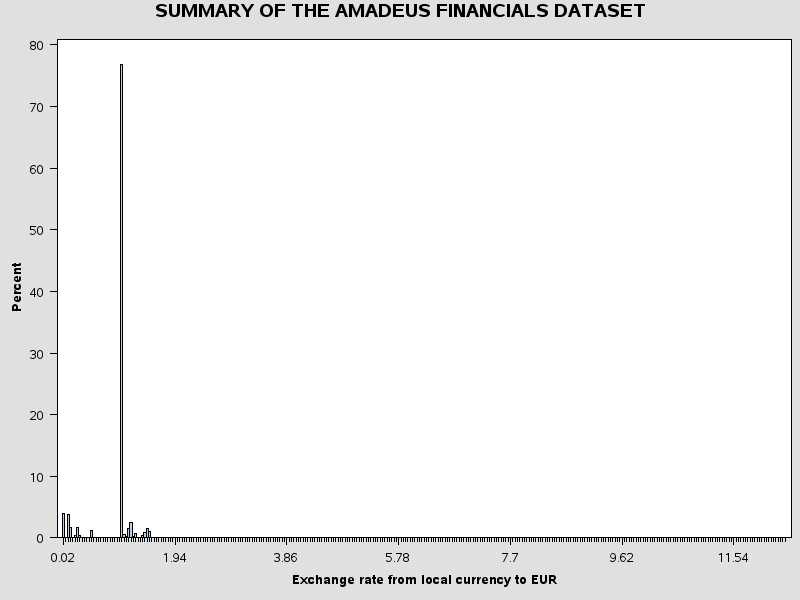 SUMMARY OF THE AMADEUS FINANCIALS DATASET
80
70
60
50
40
30
20
10
0
Percent
0.02 1.94 3.86 5.78 7.7 9.62 11.54
Exchange rate from local currency to EUR